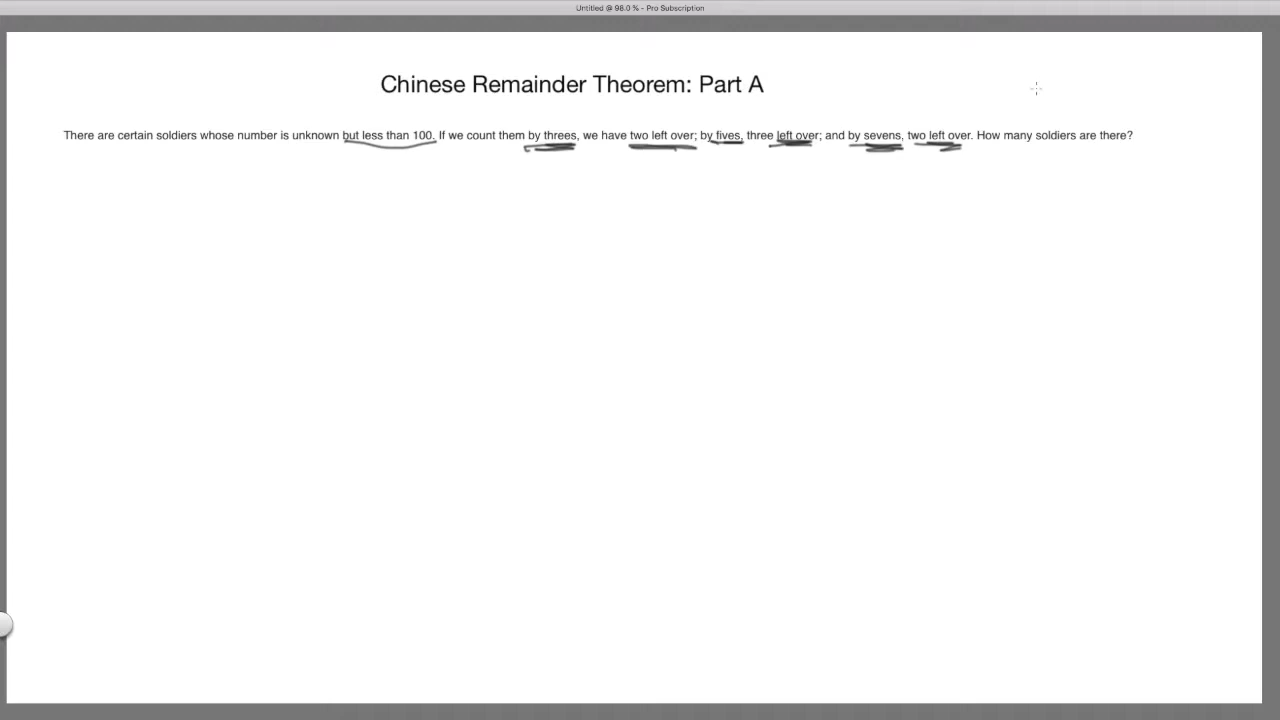 Untitled @ 98.0 % - Pro Subscription
Chinese Remainder Theorem: Part A
There are certain soldiers whose number is unknown but less than 100. If we count them by threes, we have two left over; by fives, three left over; and by sevens, two left over. How many soldiers are there?